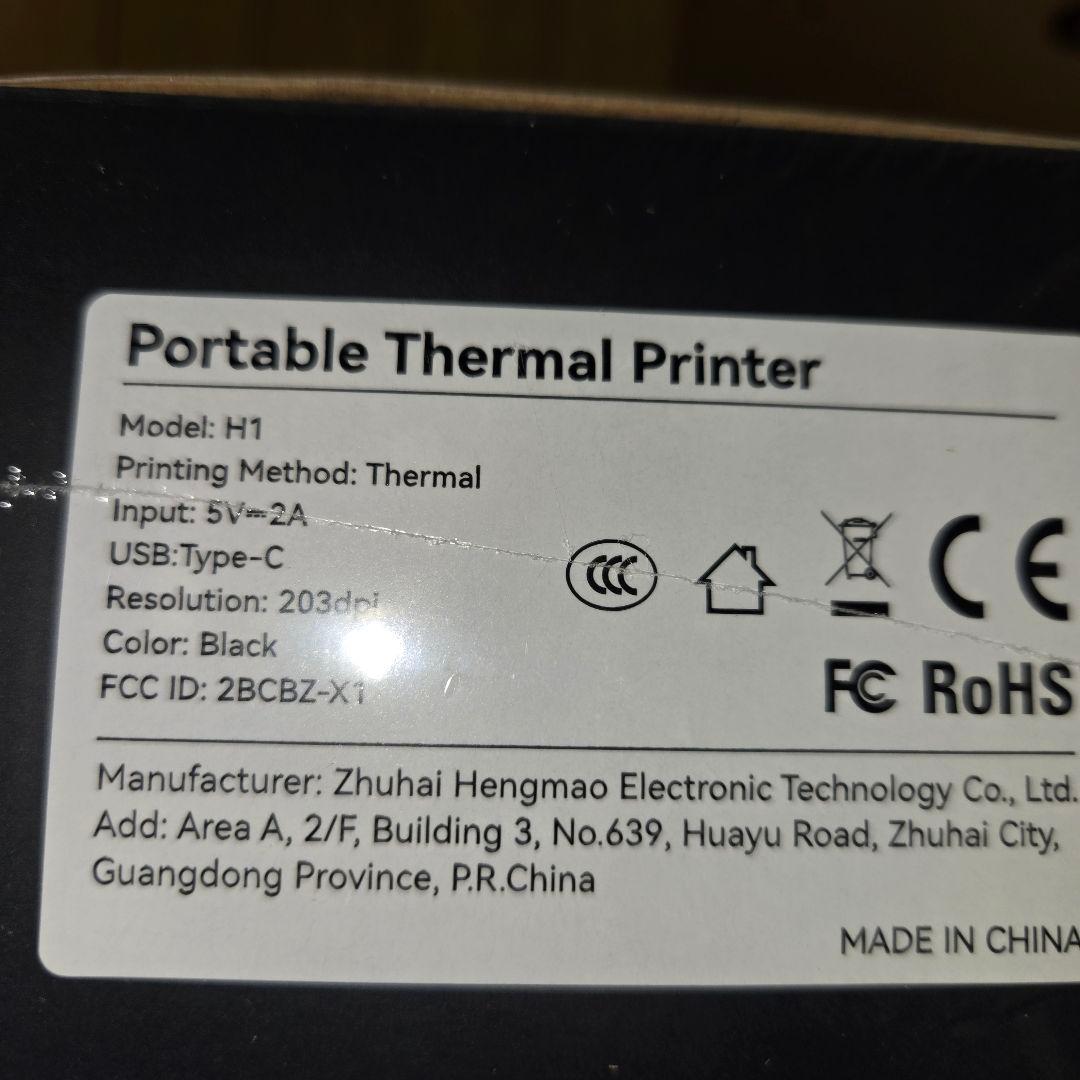 Portable Thermal Printer
Model: H1
Printing Method: Thermal
Input: 5V⎓2A
USB:Type-C
Resolution: 203dpi
Color: Black
FCC ID: 2BCBZ-X1
CCC
CE
FC RoHS
Manufacturer: Zhuhai Hengmao Electronic Technology Co., Ltd.
Add: Area A, 2/F, Building 3, No.639, Huayu Road, Zhuhai City,
Guangdong Province, P.R.China
MADE IN CHINA